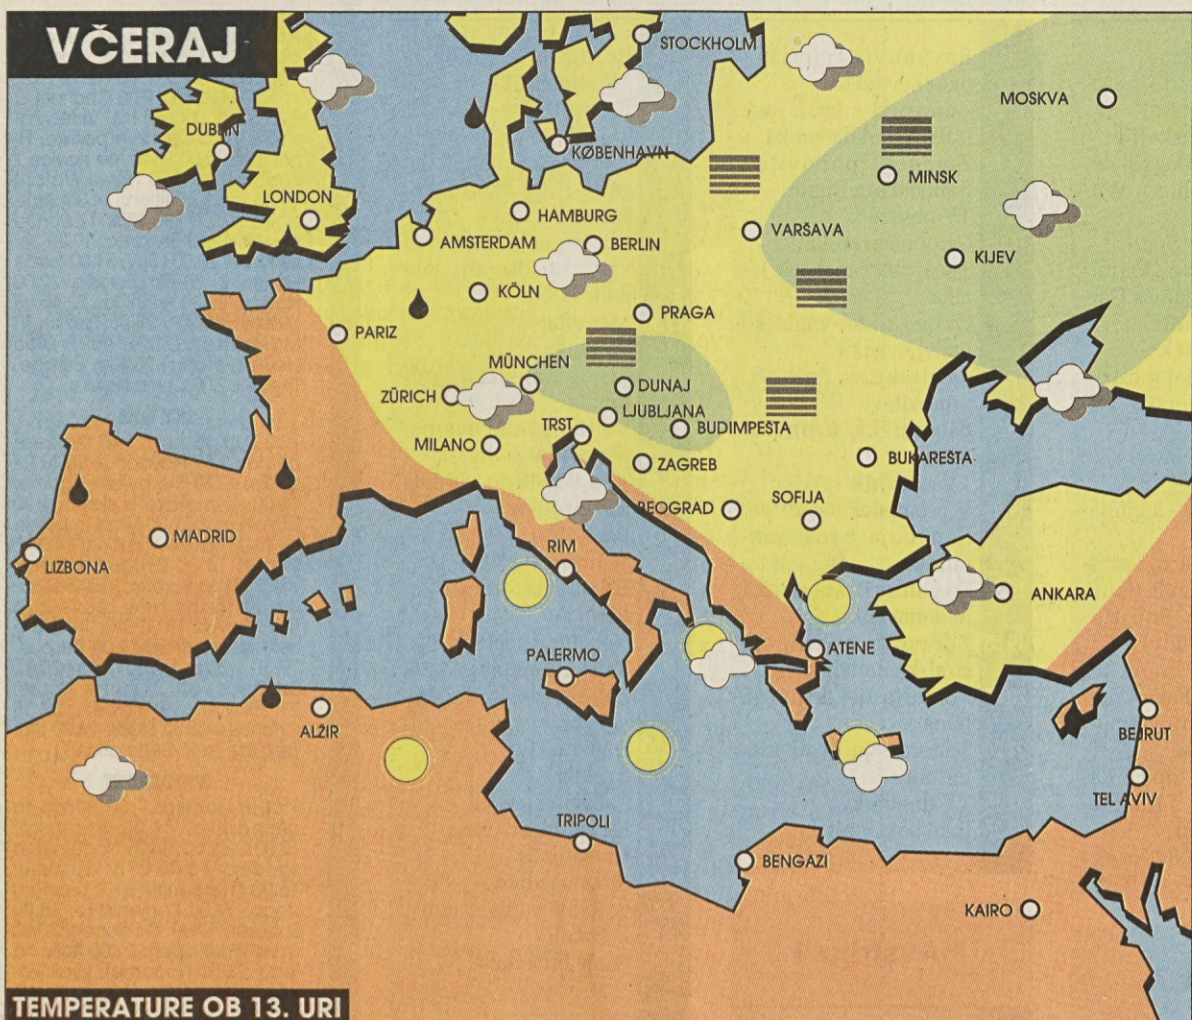 VČERAJ
STOCKHOLM
MOSKVA
DUBLIN
KØBENHAVN
MINSK
LONDON
HAMBURG
VARŠAVA
AMSTERDAM
BERLIN
KIJEV
KÖLN
PRAGA
PARIZ
MÜNCHEN
ZÜRICH
DUNAJ
LJUBLJANA
TRST
BUDIMPEŠTA
MILANO
ZAGREB
BUKAREŠTA
BEOGRAD
SOFIJA
MADRID
RIM
LIZBONA
ANKARA
PALERMO
ATENE
ALŽIR
BEJRUT
TEL AVIV
TRIPOLI
BENGAZI
KAIRO
TEMPERATURE OB 13. URI